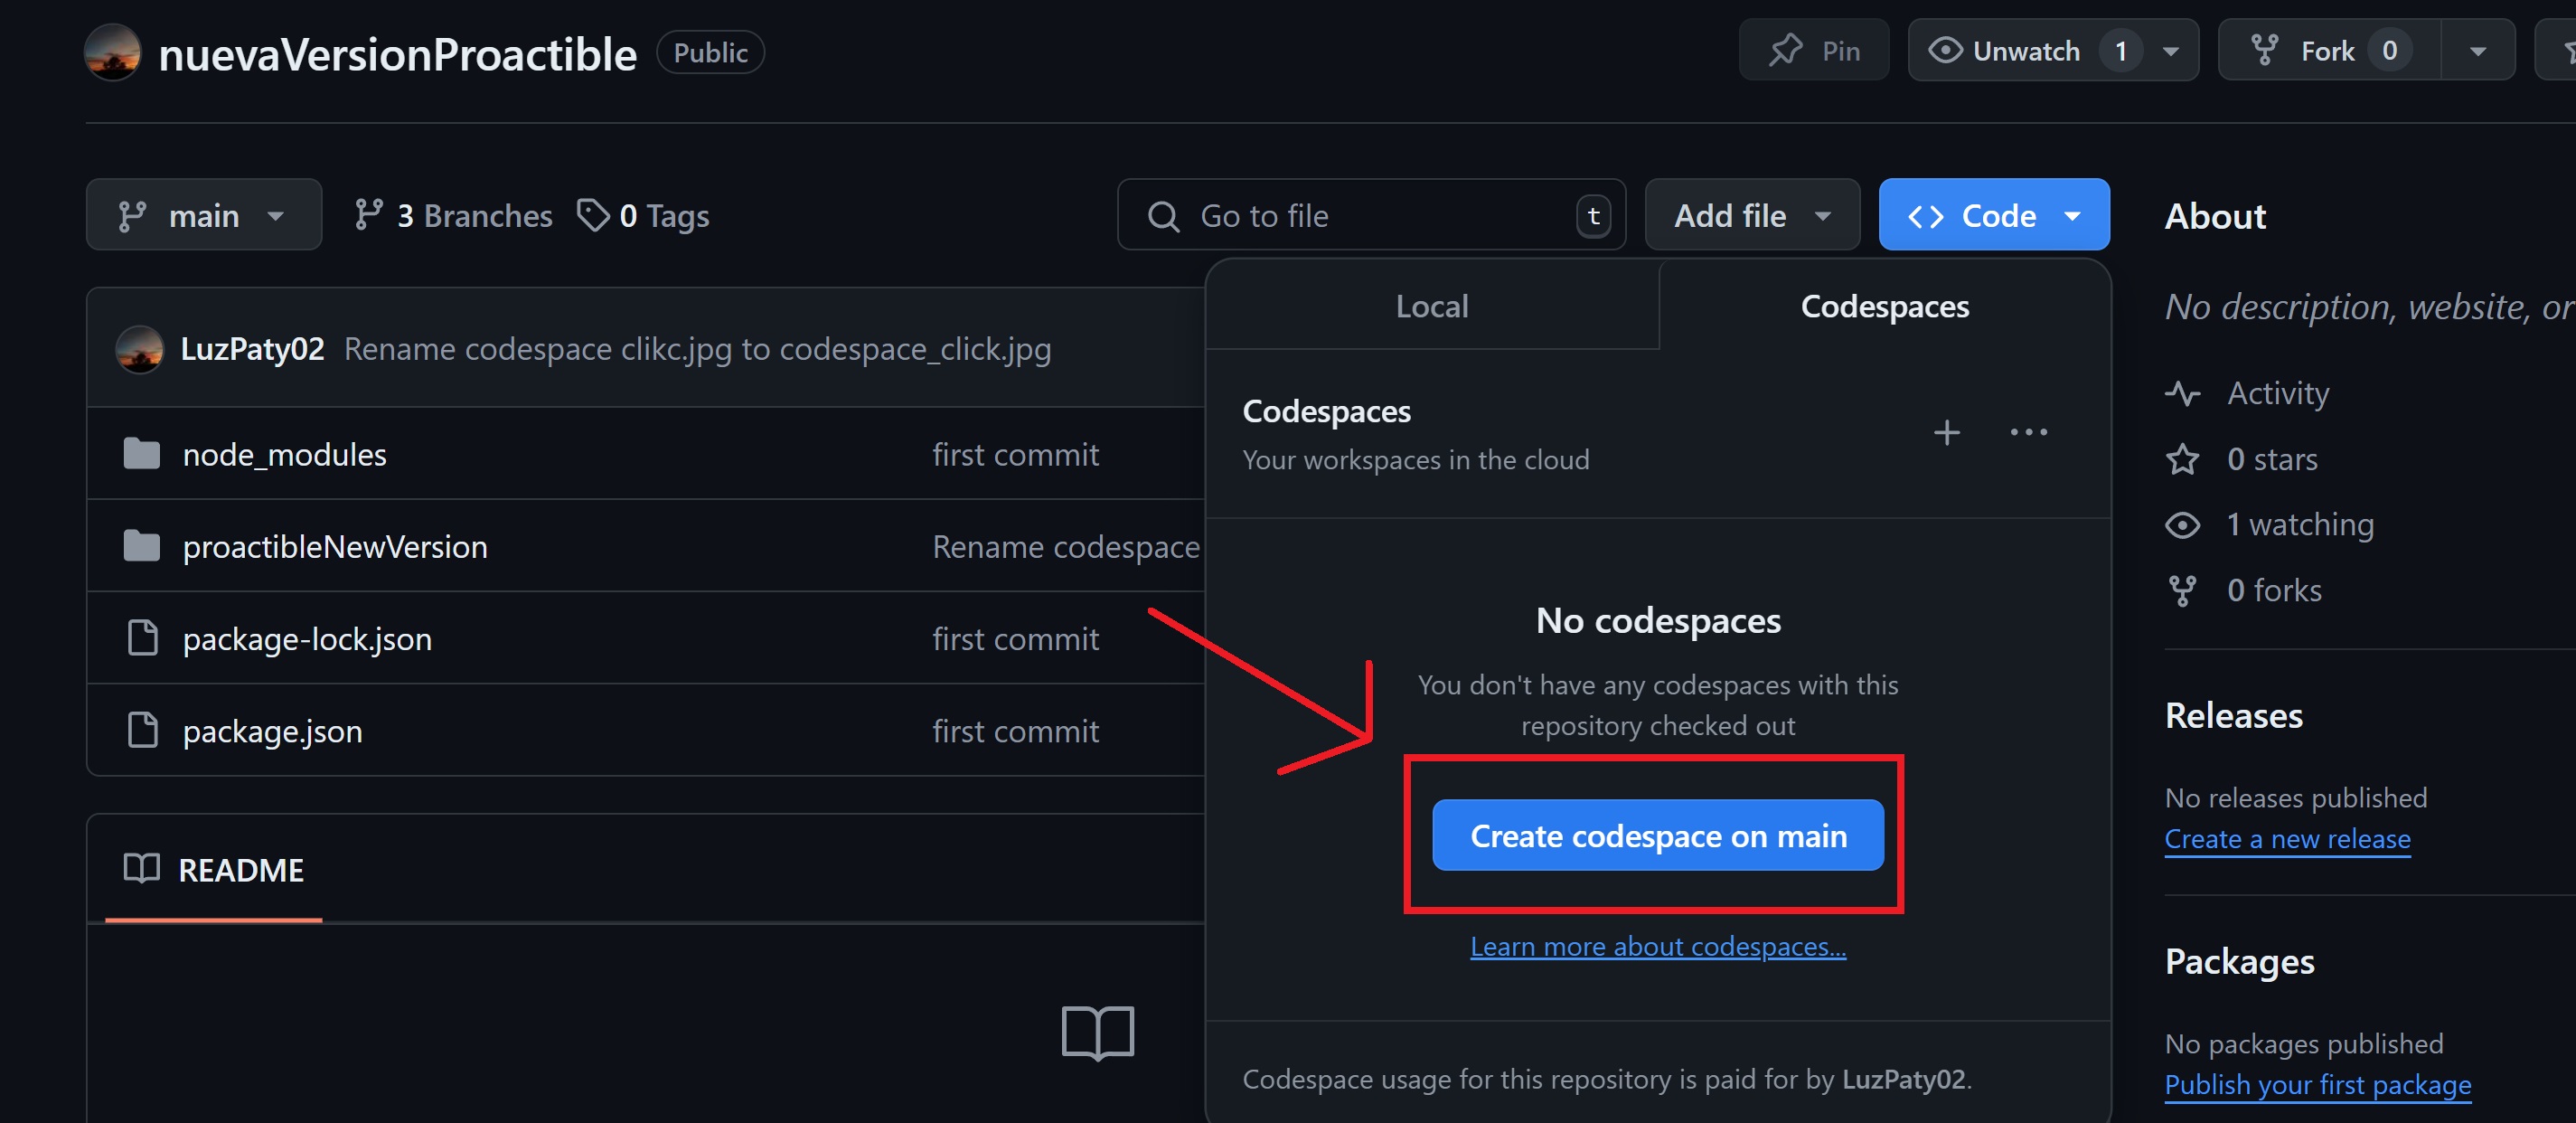 nuevaVersionProactible Public
Pin
Unwatch 1
Fork 0
main
3 Branches
0 Tags
Go to file t
Add file
Code
LuzPaty02 Rename codespace clikc.jpg to codespace_click.jpg
node_modules first commit
proactibleNewVersion Rename codespace
package-lock.json first commit
package.json first commit
README
Local
Codespaces
Codespaces
Your workspaces in the cloud
No codespaces
You don't have any codespaces with this
repository checked out
Create codespace on main
Learn more about codespaces...
Codespace usage for this repository is paid for by LuzPaty02.
About
No description, website, or
Activity
0 stars
1 watching
0 forks
Releases
No releases published
Create a new release
Packages
No packages published
Publish your first package